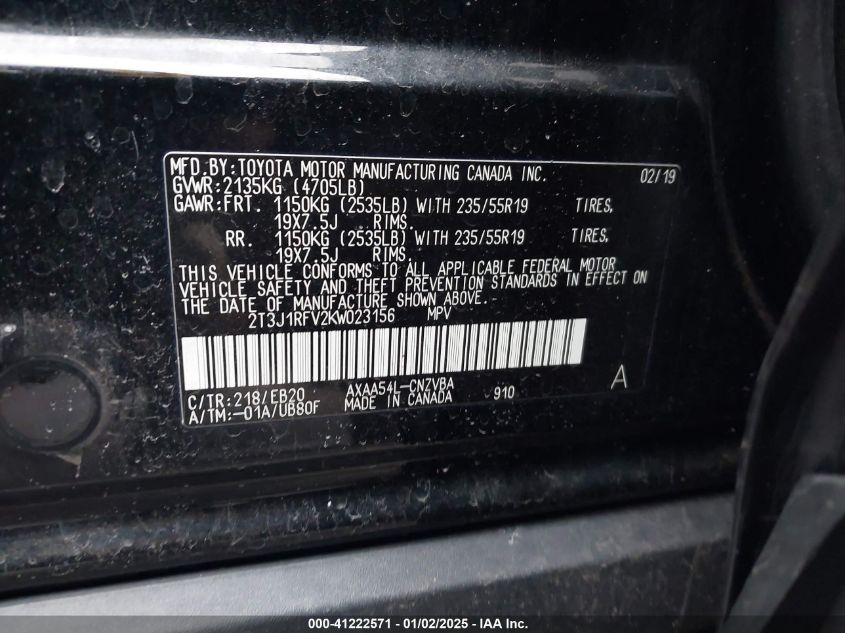 MFD.BY:TOYOTA MOTOR MANUFACTURING CANADA INC. 02/19
GVWR:2135KG (4705LB)
GAWR:FRT. 1150KG (2535LB) WITH 235/55R19 TIRES,
19X7.5J RIMS.
RR. 1150KG (2535LB) WITH 235/55R19 TIRES,
19X7.5J RIMS.
THIS VEHICLE CONFORMS TO ALL APPLICABLE FEDERAL MOTOR
VEHICLE SAFETY AND THEFT PREVENTION STANDARDS IN EFFECT ON
THE DATE OF MANUFACTURE SHOWN ABOVE.
2T3J1RFV2KW023156 MPV
C/TR:218/EB20 AXAA54L-CNZVBA A
A/TM:-01A/UB80F MADE IN CANADA 910
000-41222571 | 01/02/2025 - IAA Inc.